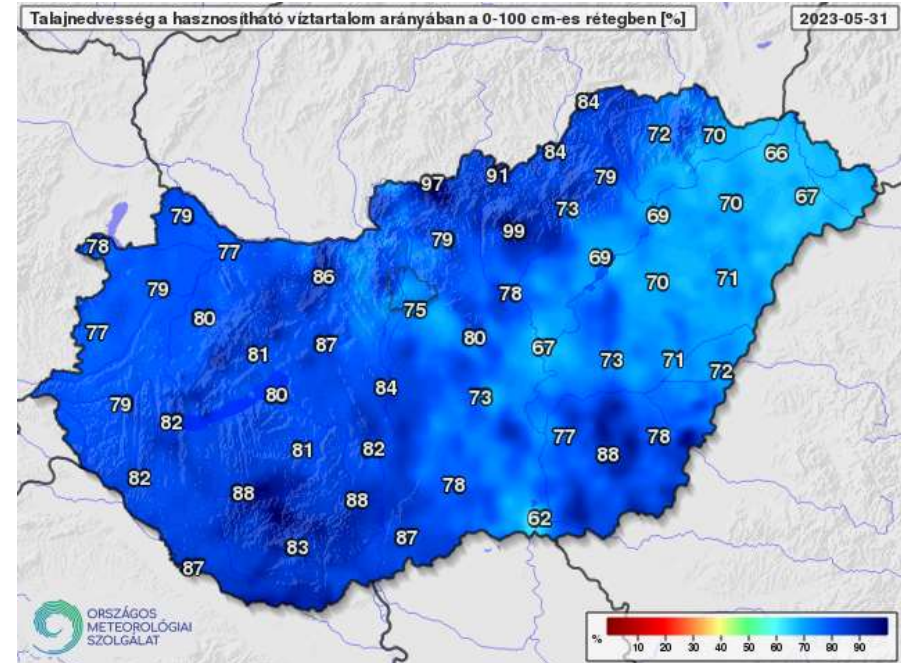 Talajnedvesség a hasznosítható víztartalom arányában a 0-100 cm-es rétegben [%]
2023-05-31
84
72 70
84 66
97 91 79
67
79 73 69 70
78 77 79 99
86 69 70 71
79 78
80 75
77 87 80 67
81 73 71 72
79 80 84 73
82
81 82 77 88 78
82 88 88 78
83 87 62
87
ORSZÁGOS
METEOROLÓGIAI
SZOLGÁLAT
% 10 20 30 40 50 60 70 80 90